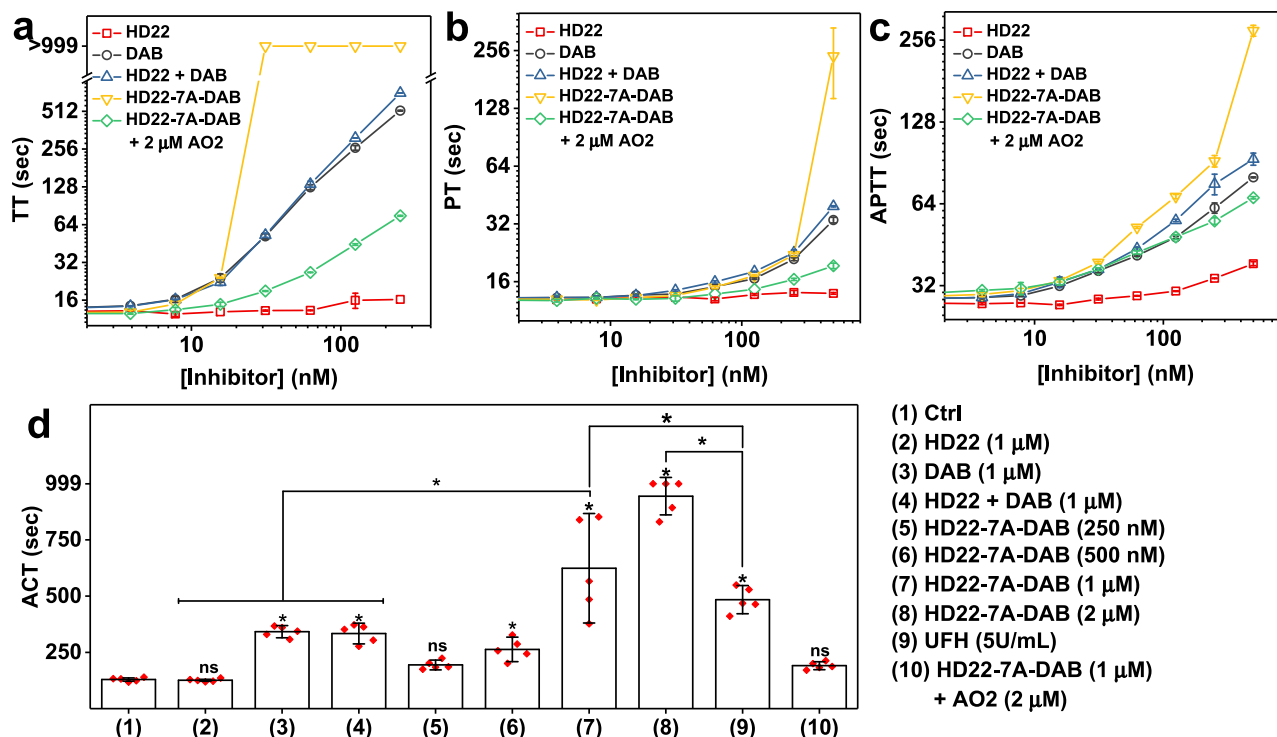 a
HD22
DAB
HD22 + DAB
HD22-7A-DAB
HD22-7A-DAB
+ 2 μM AO2
>999
512
256
128
64
32
16
TT (sec)
10
100
[Inhibitor] (nM)
b
HD22
DAB
HD22 + DAB
HD22-7A-DAB
HD22-7A-DAB
+ 2 μM AO2
256
128
64
32
16
PT (sec)
10
100
[Inhibitor] (nM)
c
HD22
DAB
HD22 + DAB
HD22-7A-DAB
HD22-7A-DAB
+ 2 μM AO2
256
128
64
32
APTT (sec)
10
100
[Inhibitor] (nM)
d
999
750
500
250
ACT (sec)
*
*
*
ns
*
*
ns
*
*
*
*
ns
(1)
(2)
(3)
(4)
(5)
(6)
(7)
(8)
(9)
(10)
(1) Ctrl
(2) HD22 (1 μM)
(3) DAB (1 μM)
(4) HD22 + DAB (1 μM)
(5) HD22-7A-DAB (250 nM)
(6) HD22-7A-DAB (500 nM)
(7) HD22-7A-DAB (1 μM)
(8) HD22-7A-DAB (2 μM)
(9) UFH (5U/mL)
(10) HD22-7A-DAB (1 μM)
+ AO2 (2 μM)